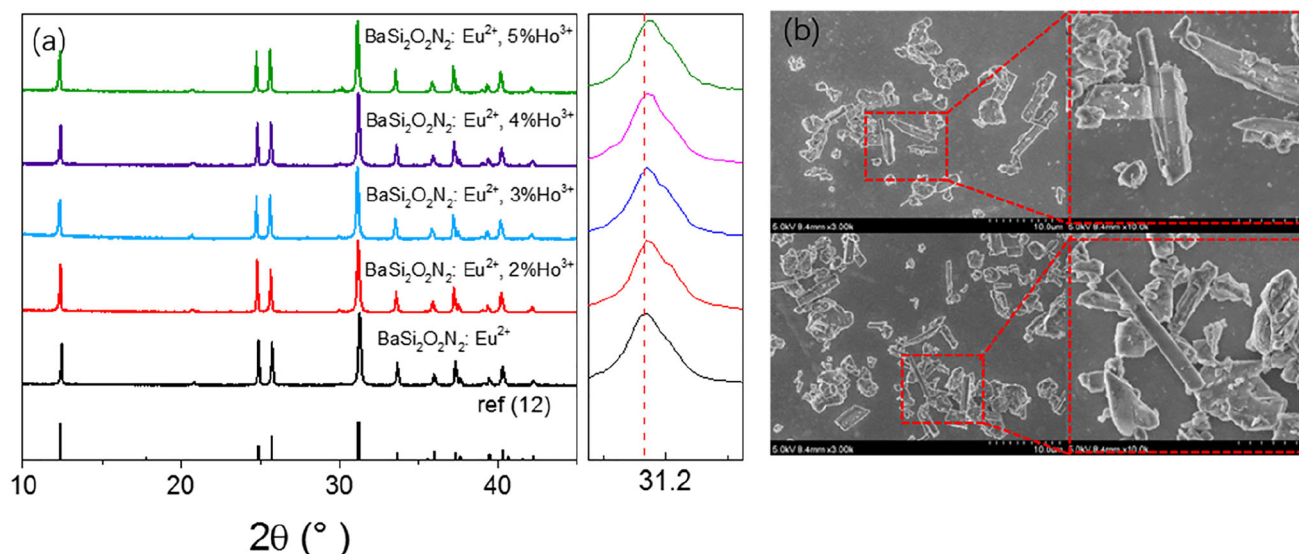 (a)
BaSi₂O₂N₂: Eu²⁺, 5%Ho³⁺
BaSi₂O₂N₂: Eu²⁺, 4%Ho³⁺
BaSi₂O₂N₂: Eu²⁺, 3%Ho³⁺
BaSi₂O₂N₂: Eu²⁺, 2%Ho³⁺
BaSi₂O₂N₂: Eu²⁺
ref (12)
10 20 30 40
2θ (°)
31.2
(b)
5.0kV 8.4mm x3.00k 10.0um
5.0kV 8.4mm x10.0k
5.0kV 8.4mm x3.00k 10.0um
5.0kV 8.4mm x10.0k